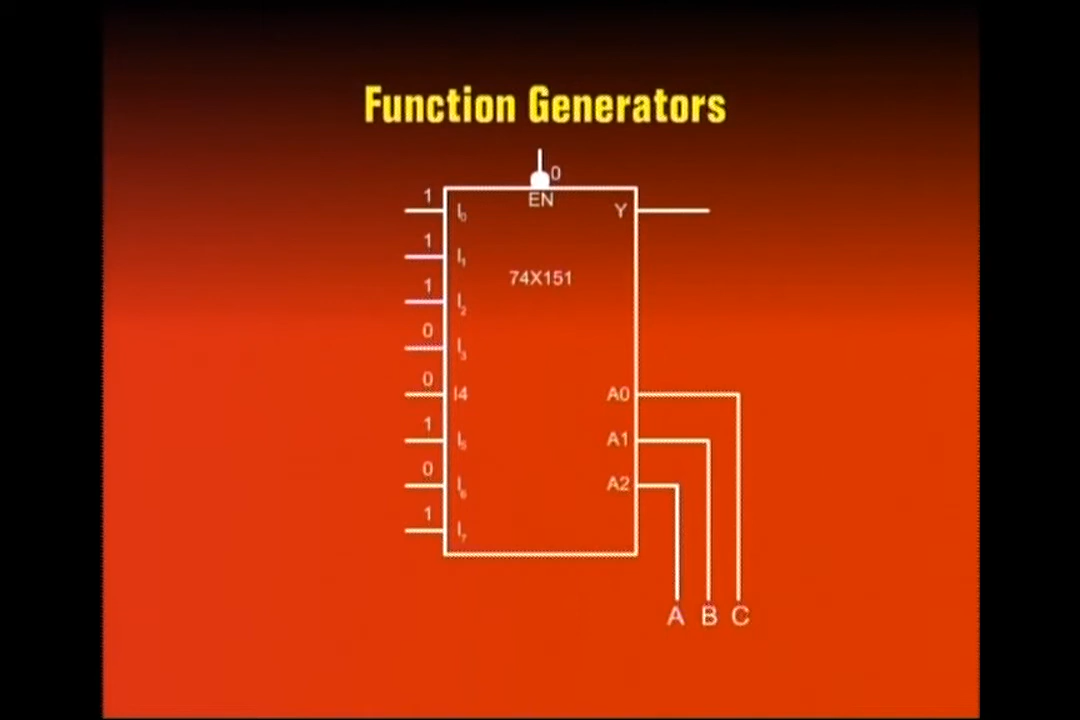 Function Generators
0
EN
1 I0 Y
1 I1
74X151
1 I2
0 I3
0 I4 A0
1 I5 A1
0 I6 A2
1 I7
A B C